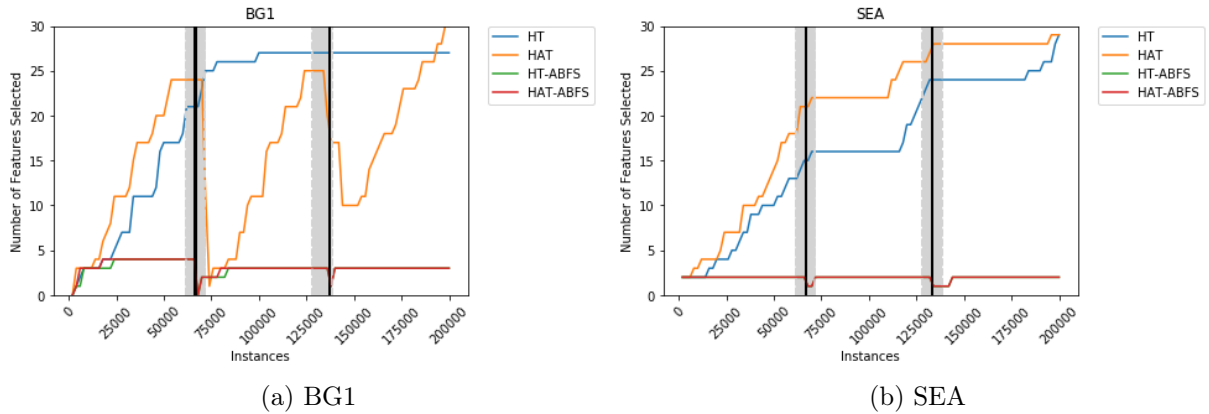 BG1
Number of Features Selected
30
25
20
15
10
5
0
0
25000
50000
75000
100000
125000
150000
175000
200000
Instances
HT
HAT
HT-ABFS
HAT-ABFS
(a) BG1
SEA
Number of Features Selected
30
25
20
15
10
5
0
0
25000
50000
75000
100000
125000
150000
175000
200000
Instances
HT
HAT
HT-ABFS
HAT-ABFS
(b) SEA